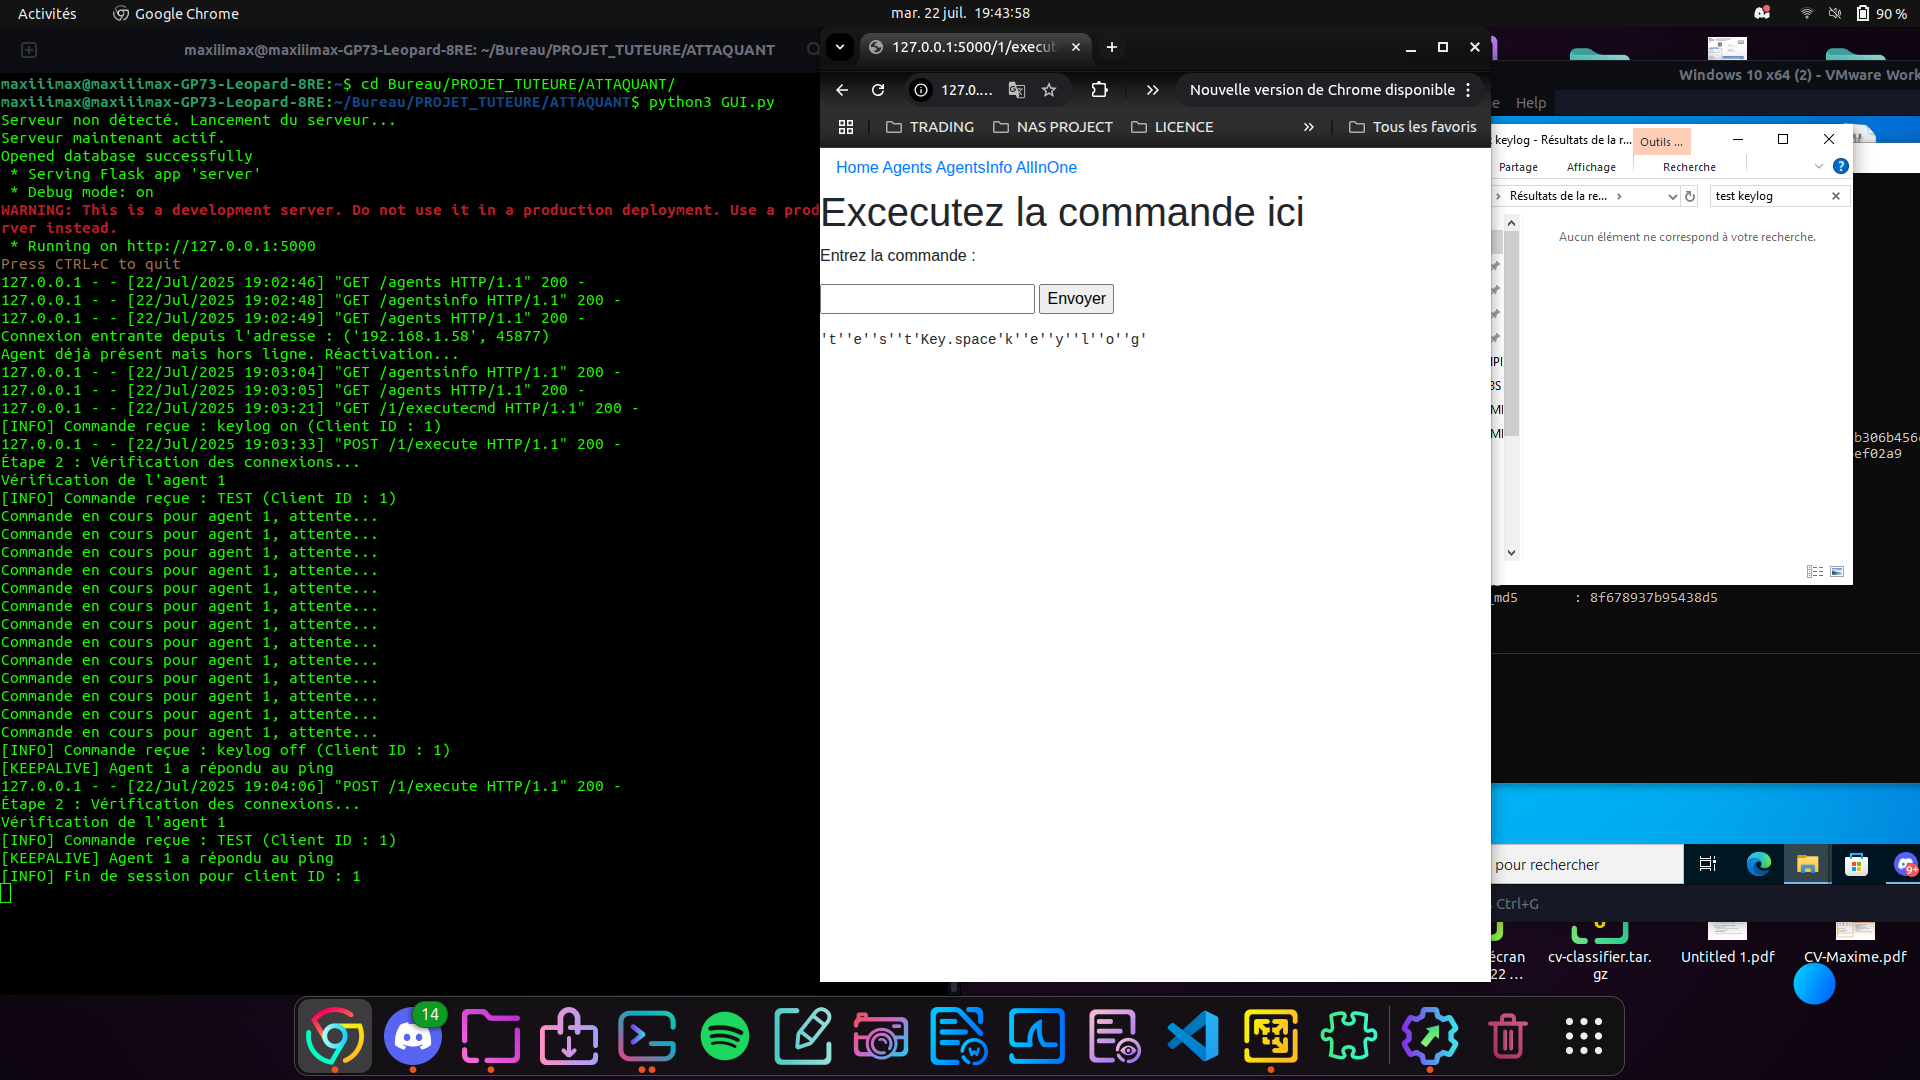 Activités
Google Chrome
mar. 22 juil. 19:43:58
90 %
maxiiimax@maxiiimax-GP73-Leopard-8RE: ~/Bureau/PROJET_TUTEURE/ATTAQUANT
maxiiimax@maxiiimax-GP73-Leopard-8RE:~$ cd Bureau/PROJET_TUTEURE/ATTAQUANT/
maxiiimax@maxiiimax-GP73-Leopard-8RE:~/Bureau/PROJET_TUTEURE/ATTAQUANT$ python3 GUI.py
Serveur non détecté. Lancement du serveur...
Serveur maintenant actif.
Opened database successfully
 * Serving Flask app 'server'
 * Debug mode: on
WARNING: This is a development server. Do not use it in a production deployment. Use a prod
rver instead.
 * Running on http://127.0.0.1:5000
Press CTRL+C to quit
127.0.0.1 - - [22/Jul/2025 19:02:46] "GET /agents HTTP/1.1" 200 -
127.0.0.1 - - [22/Jul/2025 19:02:48] "GET /agentsinfo HTTP/1.1" 200 -
127.0.0.1 - - [22/Jul/2025 19:02:49] "GET /agents HTTP/1.1" 200 -
Connexion entrante depuis l'adresse : ('192.168.1.58', 45877)
Agent déjà présent mais hors ligne. Réactivation...
127.0.0.1 - - [22/Jul/2025 19:03:04] "GET /agentsinfo HTTP/1.1" 200 -
127.0.0.1 - - [22/Jul/2025 19:03:05] "GET /agents HTTP/1.1" 200 -
127.0.0.1 - - [22/Jul/2025 19:03:21] "GET /1/executecmd HTTP/1.1" 200 -
[INFO] Commande reçue : keylog on (Client ID : 1)
127.0.0.1 - - [22/Jul/2025 19:03:33] "POST /1/execute HTTP/1.1" 200 -
Étape 2 : Vérification des connexions...
Vérification de l'agent 1
[INFO] Commande reçue : TEST (Client ID : 1)
Commande en cours pour agent 1, attente...
Commande en cours pour agent 1, attente...
Commande en cours pour agent 1, attente...
Commande en cours pour agent 1, attente...
Commande en cours pour agent 1, attente...
Commande en cours pour agent 1, attente...
Commande en cours pour agent 1, attente...
Commande en cours pour agent 1, attente...
Commande en cours pour agent 1, attente...
Commande en cours pour agent 1, attente...
Commande en cours pour agent 1, attente...
Commande en cours pour agent 1, attente...
Commande en cours pour agent 1, attente...
[INFO] Commande reçue : keylog off (Client ID : 1)
[KEEPALIVE] Agent 1 a répondu au ping
127.0.0.1 - - [22/Jul/2025 19:04:06] "POST /1/execute HTTP/1.1" 200 -
Étape 2 : Vérification des connexions...
Vérification de l'agent 1
[INFO] Commande reçue : TEST (Client ID : 1)
[KEEPALIVE] Agent 1 a répondu au ping
[INFO] Fin de session pour client ID : 1
127.0.0.1:5000/1/execut
127.0....
Nouvelle version de Chrome disponible
TRADING
NAS PROJECT
LICENCE
Tous les favoris
Home Agents AgentsInfo AllInOne
Excecutez la commande ici
Entrez la commande :
Envoyer
't''e''s''t'Key.space'k''e''y''l''o''g'
Windows 10 x64 (2) - VMware Work
Help
keylog - Résultats de la r...
Outils ...
Partage
Affichage
Recherche
Résultats de la re...
test keylog
Aucun élément ne correspond à votre recherche.
b306b456
ef02a9
_md5 : 8f678937b95438d5
pour rechercher
9+
Ctrl+G
écran
22 ...
cv-classifier.tar.
gz
Untitled 1.pdf
CV-Maxime.pdf
14